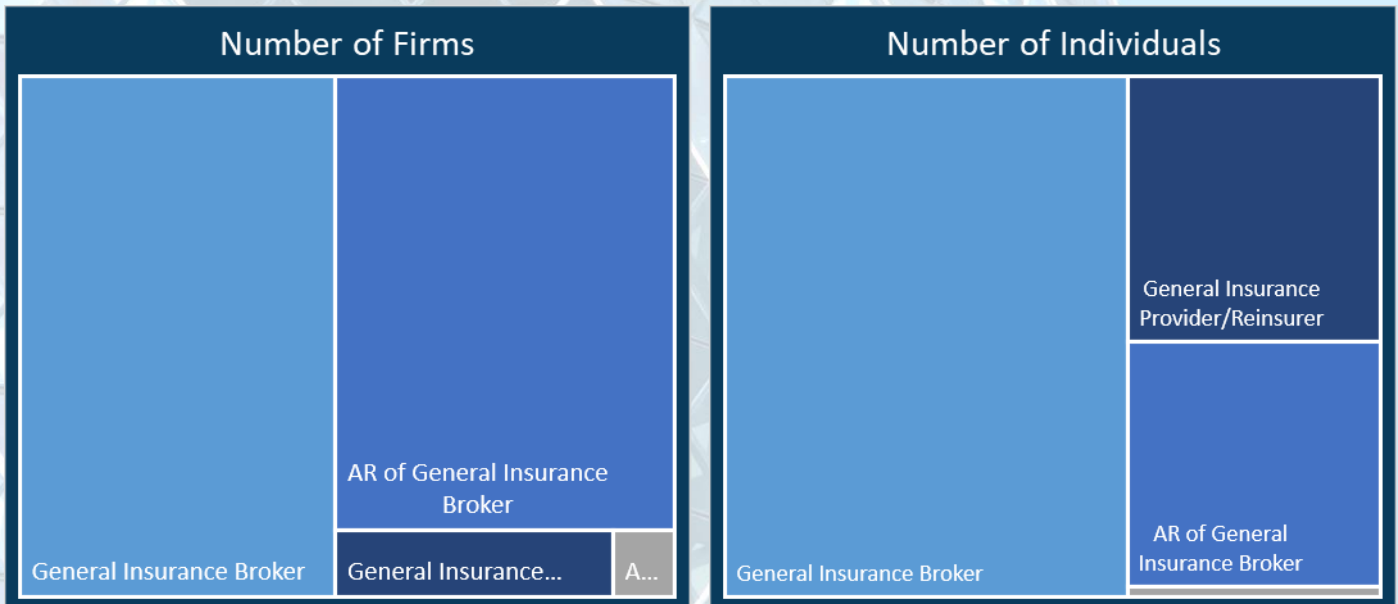 Number of Firms
General Insurance Broker
AR of General Insurance
Broker
General Insurance...
A...
Number of Individuals
General Insurance Broker
General Insurance
Provider/Reinsurer
AR of General
Insurance Broker